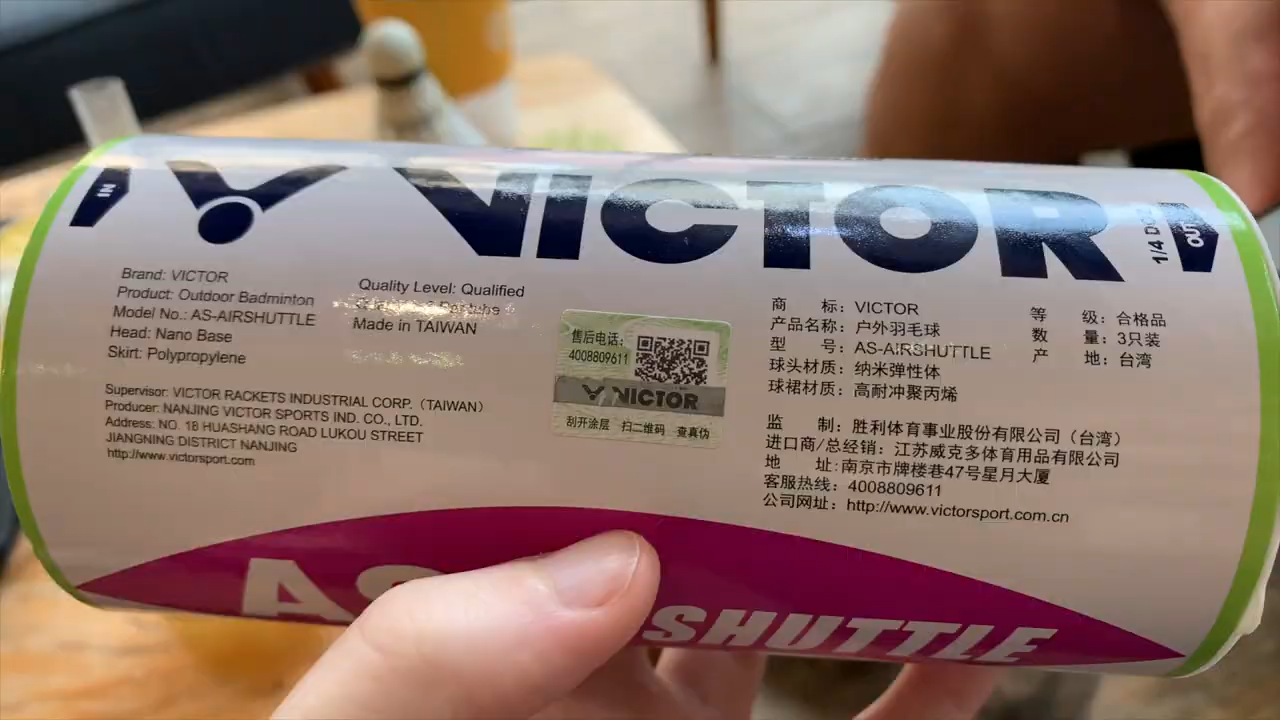 IN
VICTOR
1/4 DOZ
OUT
Brand: VICTOR
Product: Outdoor Badminton
Model No.: AS-AIRSHUTTLE
Head: Nano Base
Skirt: Polypropylene
Quality Level: Qualified
Made in TAIWAN
Supervisor: VICTOR RACKETS INDUSTRIAL CORP.（TAIWAN）
Producer: NANJING VICTOR SPORTS IND. CO., LTD.
Address: NO. 18 HUASHANG ROAD LUKOU STREET
JIANGNING DISTRICT NANJING
http://www.victorsport.com
售后电话:
4008809611
VICTOR
刮开涂层 扫二维码 查真伪
商 标：VICTOR
产品名称：户外羽毛球
型 号：AS-AIRSHUTTLE
球头材质：纳米弹性体
球裙材质：高耐冲聚丙烯
等 级：合格品
数 量：3只装
产 地：台湾
监 制：胜利体育事业股份有限公司（台湾）
进口商/总经销：江苏威克多体育用品有限公司
地 址:南京市牌楼巷47号星月大厦
客服热线：4008809611
公司网址：http://www.victorsport.com.cn
SHUTTLE